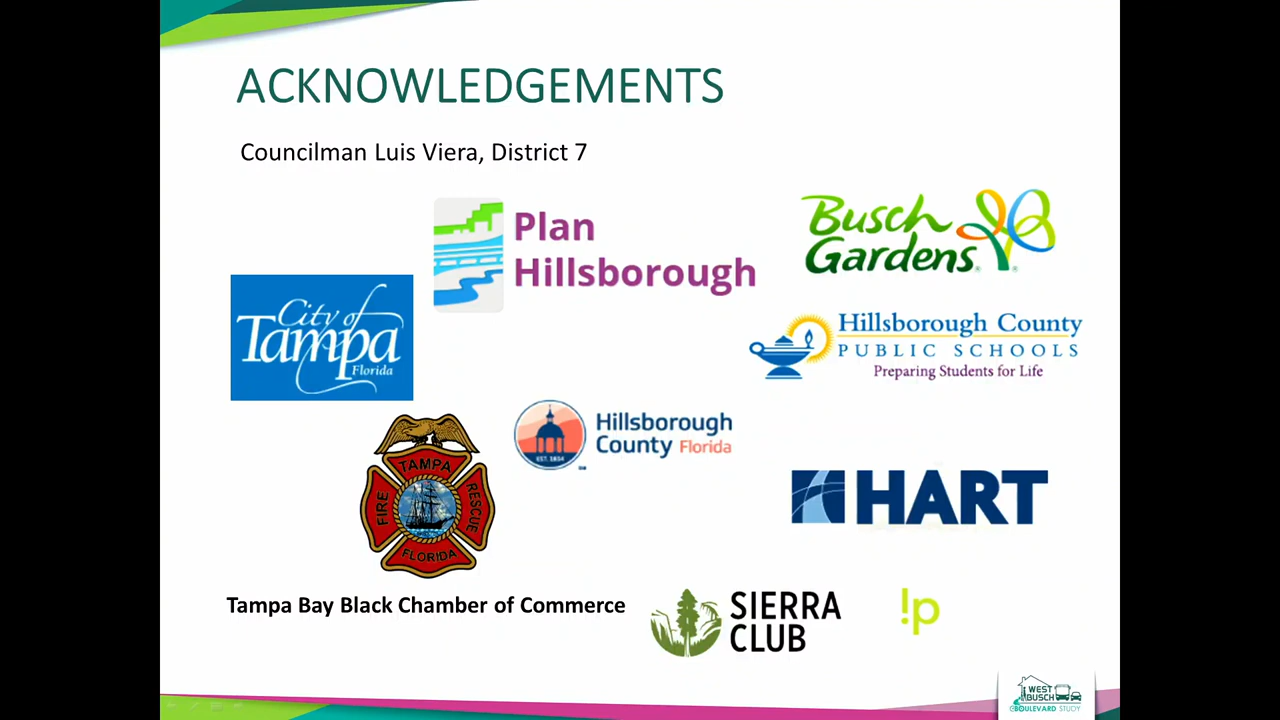 ACKNOWLEDGEMENTS
Councilman Luis Viera, District 7
Plan
Hillsborough
Busch
Gardens
City of
Tampa
Florida
Hillsborough County
PUBLIC SCHOOLS
Preparing Students for Life
Hillsborough
County Florida
EST. 1834
TAMPA
FIRE
RESCUE
FLORIDA
HART
Tampa Bay Black Chamber of Commerce
SIERRA
CLUB
!p
WEST
BUSCH
BOULEVARD STUDY